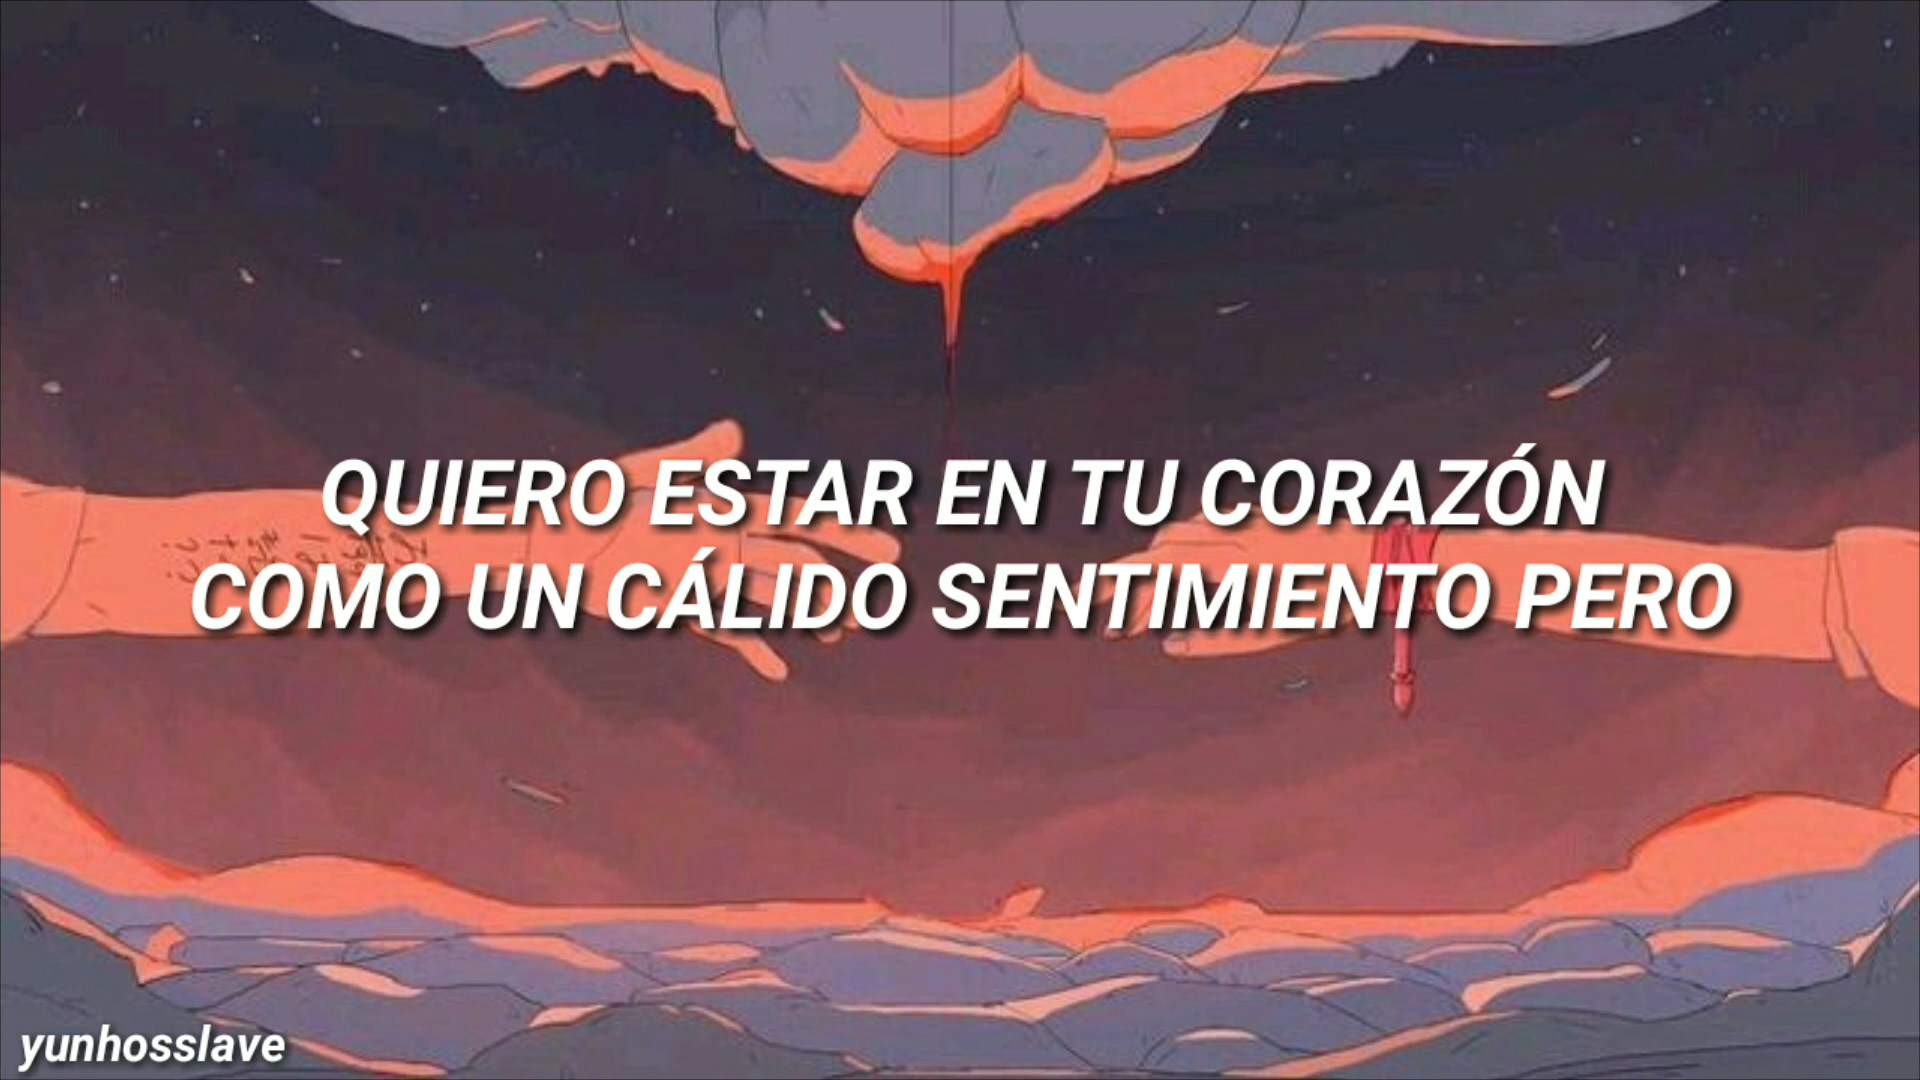 QUIERO ESTAR EN TU CORAZÓN
COMO UN CÁLIDO SENTIMIENTO PERO
yunhosslave